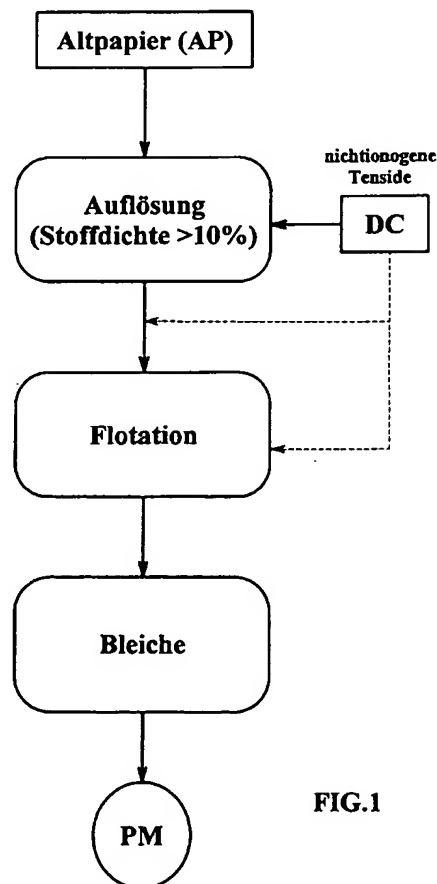 Altpapier (AP)
nichtionogene
Tenside
Auflösung
(Stoffdichte >10%)
DC
Flotation
Bleiche
PM
FIG.1